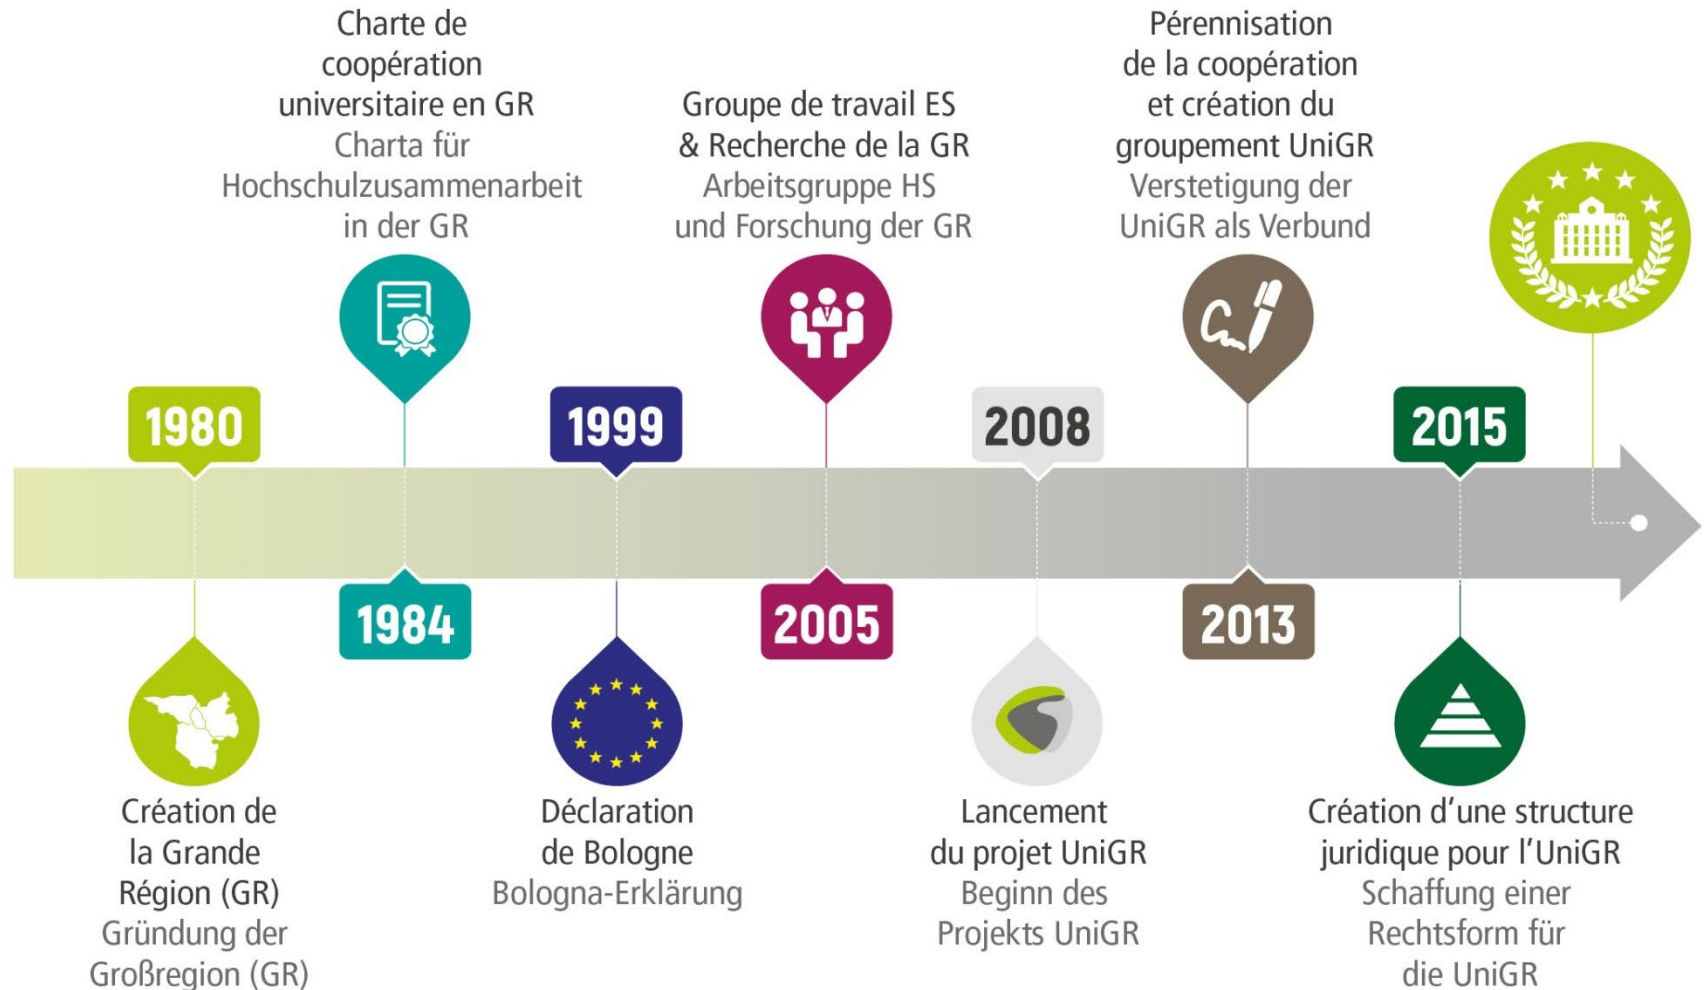 Charte de
coopération
universitaire en GR
Charta für
Hochschulzusammenarbeit
in der GR
Groupe de travail ES
& Recherche de la GR
Arbeitsgruppe HS
und Forschung der GR
Pérennisation
de la coopération
et création du
groupement UniGR
Verstetigung der
UniGR als Verbund
1980
1999
2008
2015
1984
2005
2013
Création de
la Grande
Région (GR)
Gründung der
Großregion (GR)
Déclaration
de Bologne
Bologna-Erklärung
Lancement
du projet UniGR
Beginn des
Projekts UniGR
Création d’une structure
juridique pour l’UniGR
Schaffung einer
Rechtsform für
die UniGR